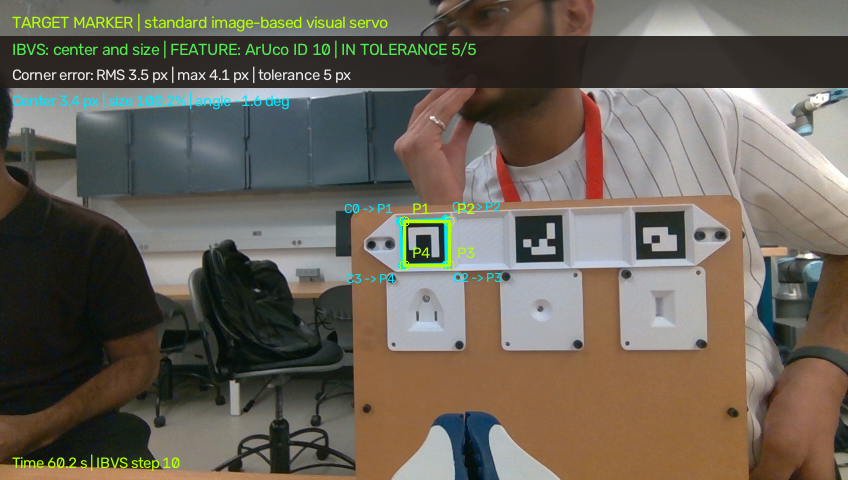 TARGET MARKER | standard image-based visual servo
IBVS: center and size | FEATURE: ArUco ID 10 | IN TOLERANCE 5/5
Corner error: RMS 3.5 px | max 4.1 px | tolerance 5 px
Center 3.4 px | size 100.2% | angle -1.6 deg
C0 -> P1 P1 P2 -> P2
P4 P3
C3 -> P4 C2 -> P3
Time 60.2 s | IBVS step 10